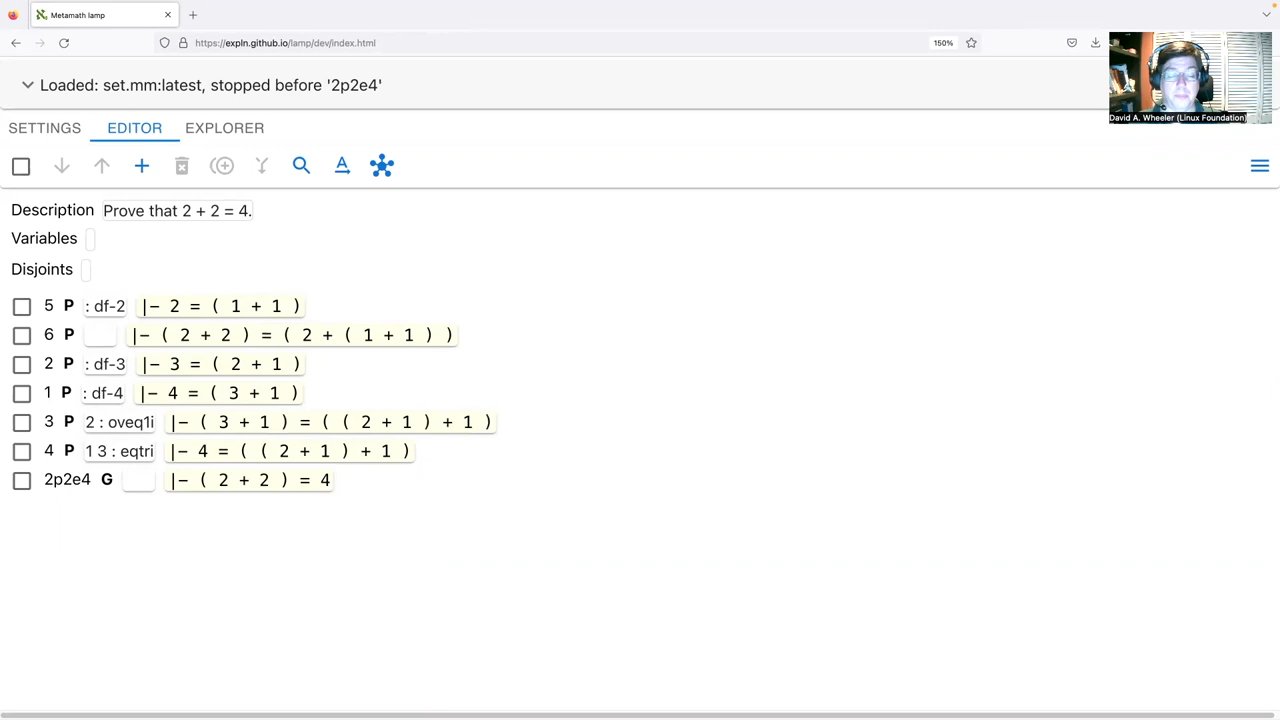 Metamath lamp
https://expln.github.io/lamp/dev/index.html
150%
David A. Wheeler (Linux Foundation)
Loaded: set.mm:latest, stopped before '2p2e4'
SETTINGS EDITOR EXPLORER
Description Prove that 2 + 2 = 4.
Variables
Disjoints
5 P : df-2 |- 2 = ( 1 + 1 )
6 P |- ( 2 + 2 ) = ( 2 + ( 1 + 1 ) )
2 P : df-3 |- 3 = ( 2 + 1 )
1 P : df-4 |- 4 = ( 3 + 1 )
3 P 2 : oveq1i |- ( 3 + 1 ) = ( ( 2 + 1 ) + 1 )
4 P 1 3 : eqtri |- 4 = ( ( 2 + 1 ) + 1 )
2p2e4 G |- ( 2 + 2 ) = 4